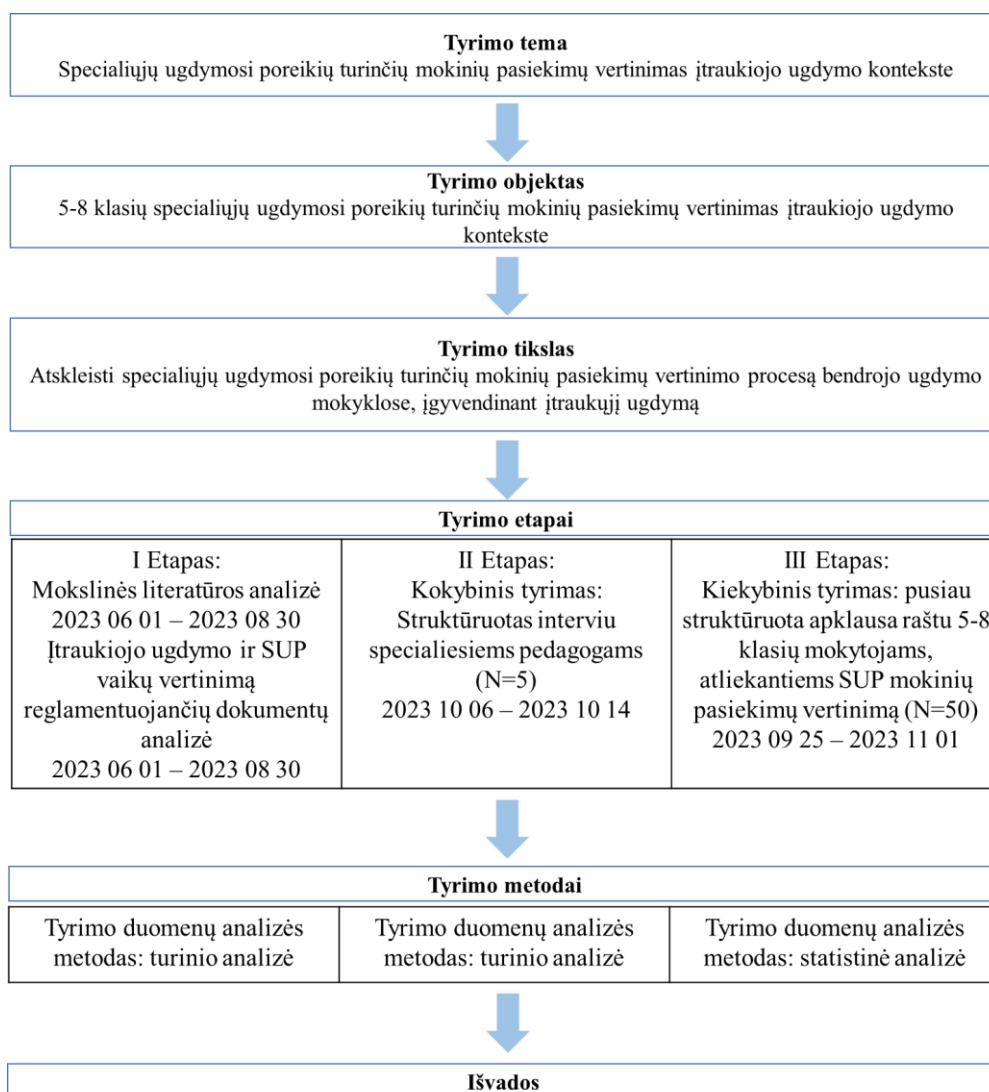 Tyrimo tema
Specialiųjų ugdymosi poreikių turinčių mokinių pasiekimų vertinimas įtraukiojo ugdymo kontekste
Tyrimo objektas
5-8 klasių specialiųjų ugdymosi poreikių turinčių mokinių pasiekimų vertinimas įtraukiojo ugdymo
kontekste
Tyrimo tikslas
Atskleisti specialiųjų ugdymosi poreikių turinčių mokinių pasiekimų vertinimo procesą bendrojo ugdymo
mokyklose, įgyvendinant įtraukųjį ugdymą
Tyrimo etapai
I Etapas:
Mokslinės literatūros analizė
2023 06 01 – 2023 08 30
Įtraukiojo ugdymo ir SUP
vaikų vertinimą
reglamentuojančių dokumentų
analizė
2023 06 01 – 2023 08 30
II Etapas:
Kokybinis tyrimas:
Struktūruotas interviu
specialiesiems pedagogams
(N=5)
2023 10 06 – 2023 10 14
III Etapas:
Kiekybinis tyrimas: pusiau
struktūruota apklausa raštu 5-8
klasių mokytojams,
atliekantiems SUP mokinių
pasiekimų vertinimą (N=50)
2023 09 25 – 2023 11 01
Tyrimo metodai
Tyrimo duomenų analizės
metodas: turinio analizė
Tyrimo duomenų analizės
metodas: turinio analizė
Tyrimo duomenų analizės
metodas: statistinė analizė
Išvados